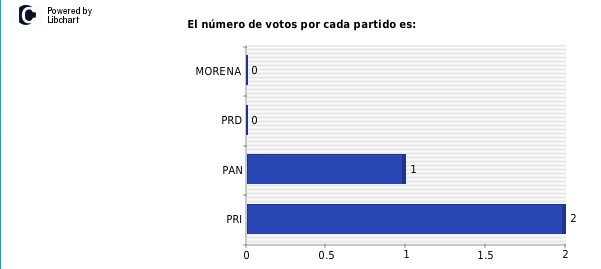 Powered by
Libchart
El número de votos por cada partido es:
MORENA 0
PRD 0
PAN 1
PRI 2
0 0.5 1 1.5 2